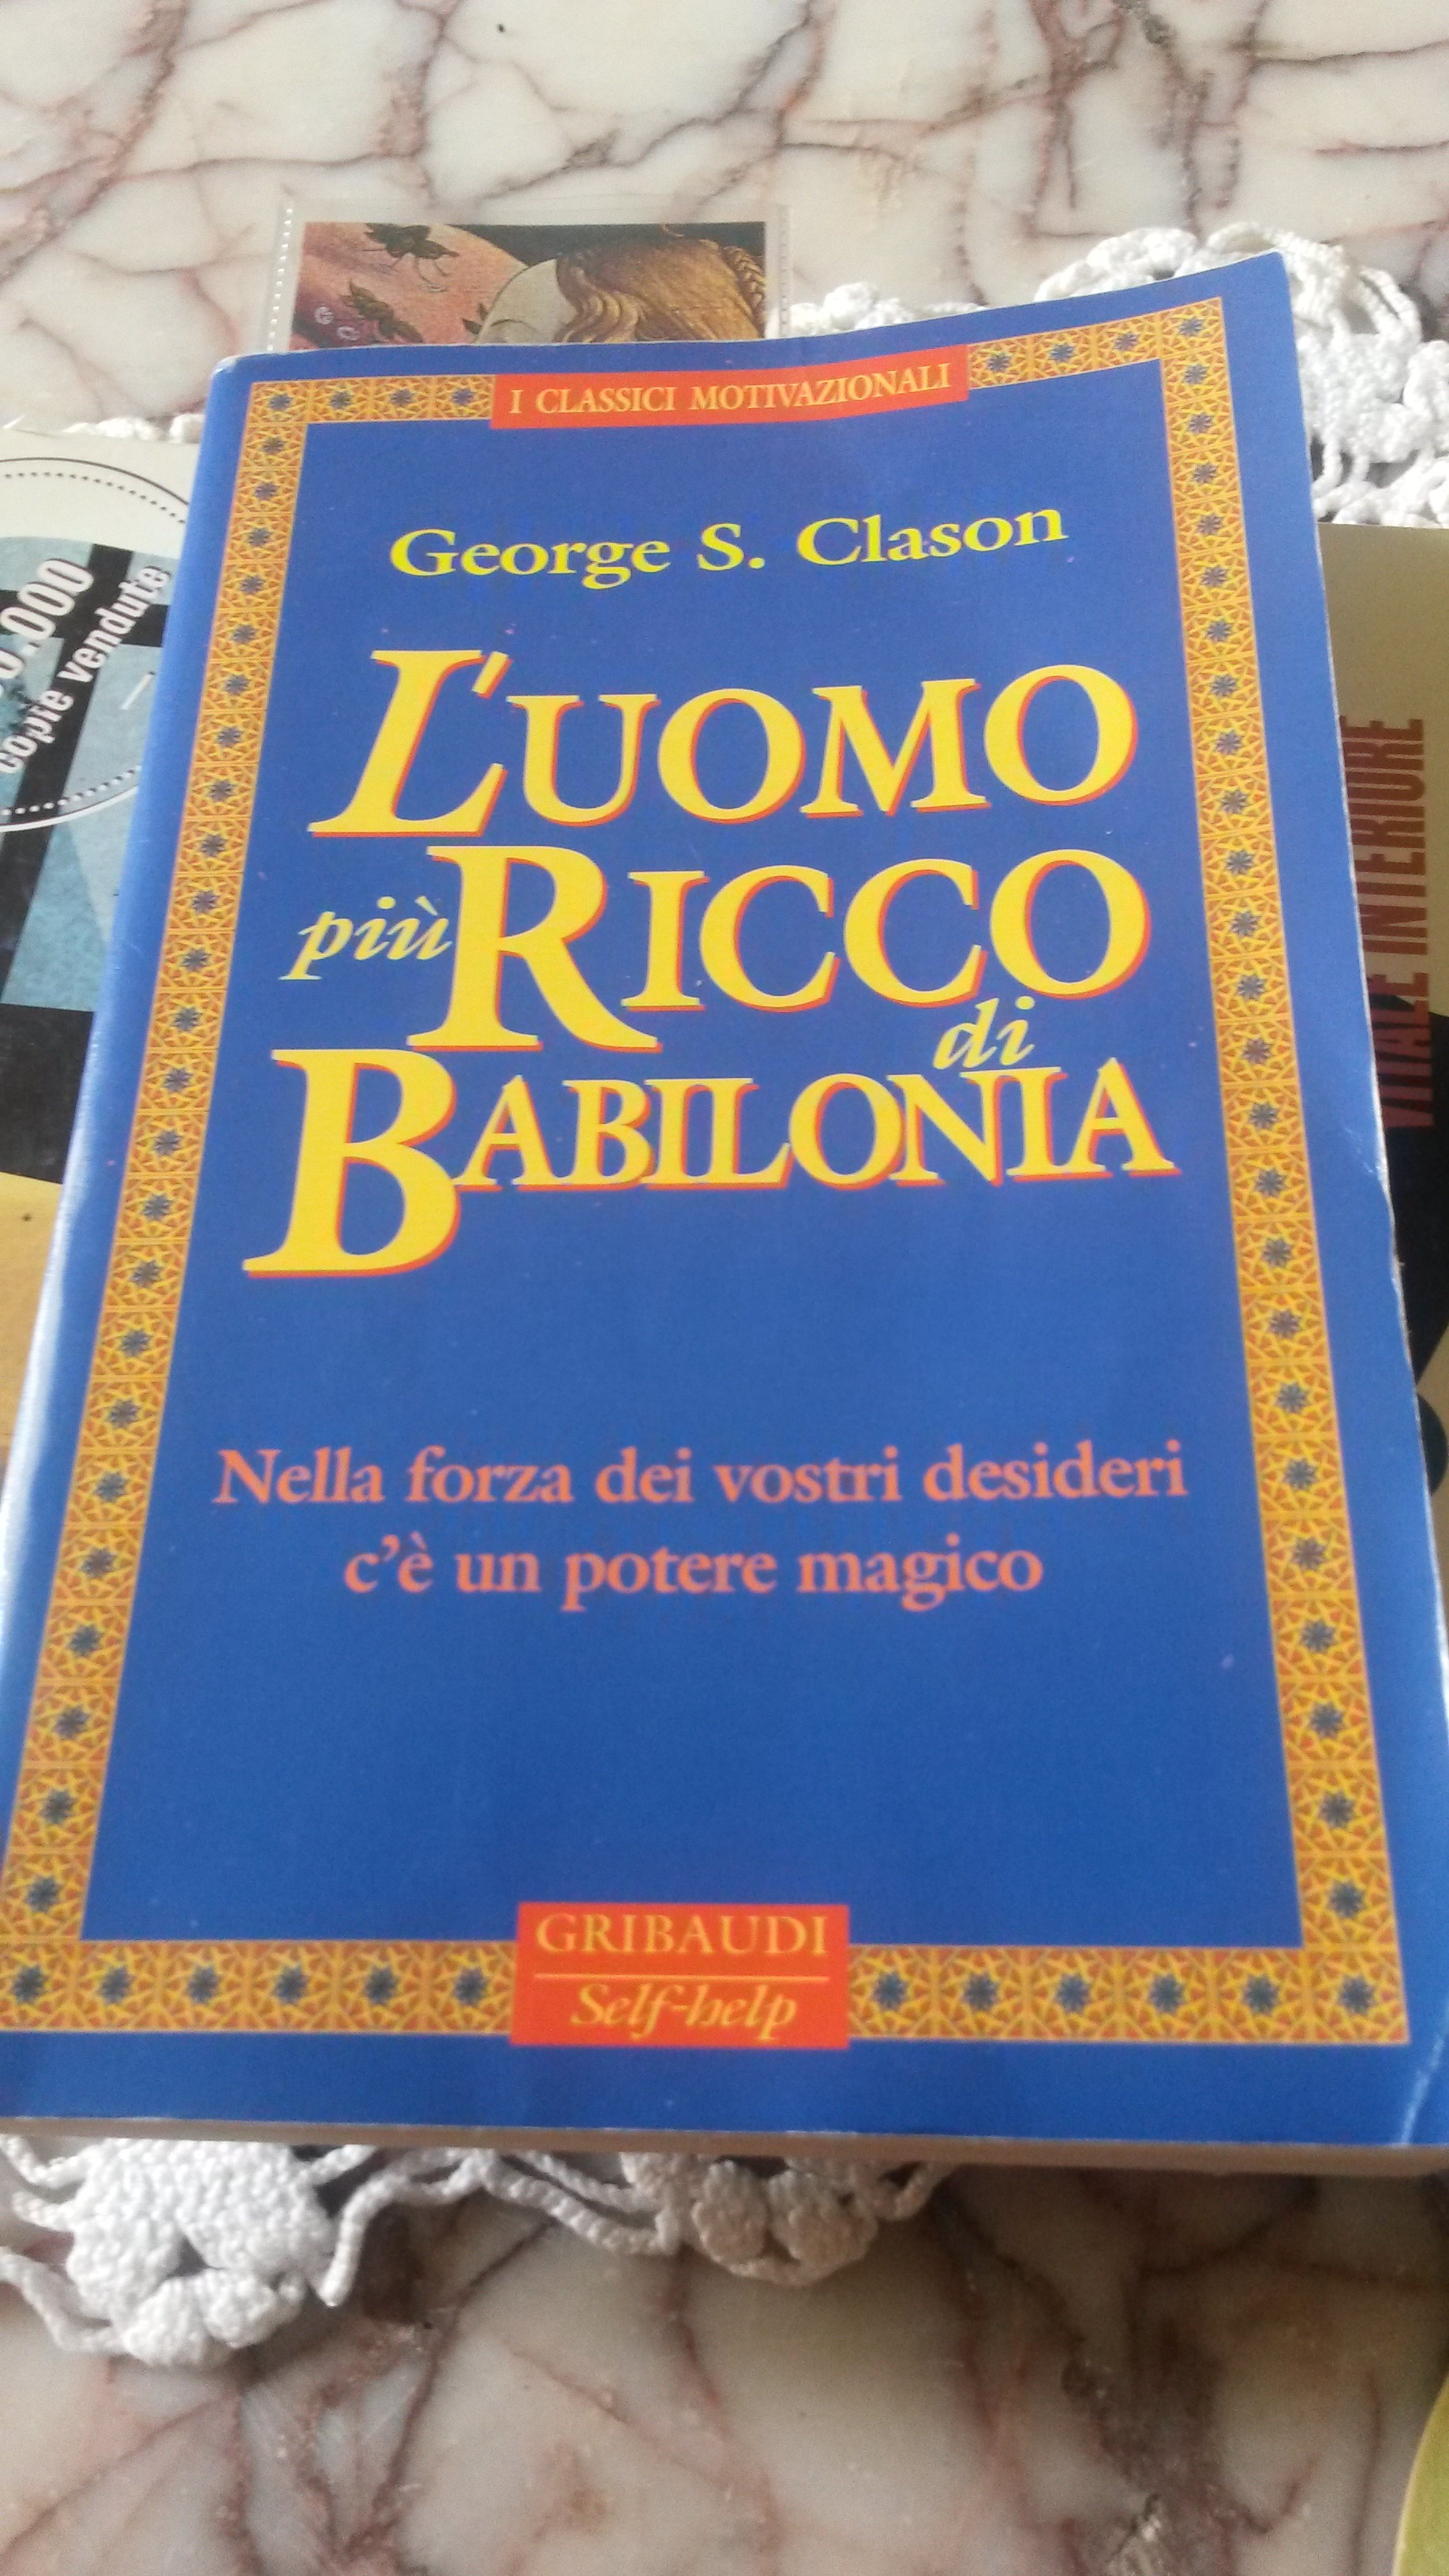 I CLASSICI MOTIVAZIONALI
George S. Clason
L'UOMO
più RICCO
di
BABILONIA
Nella forza dei vostri desideri
c'è un potere magico
GRIBAUDI
Self-help
copie vendute
INTERIORE